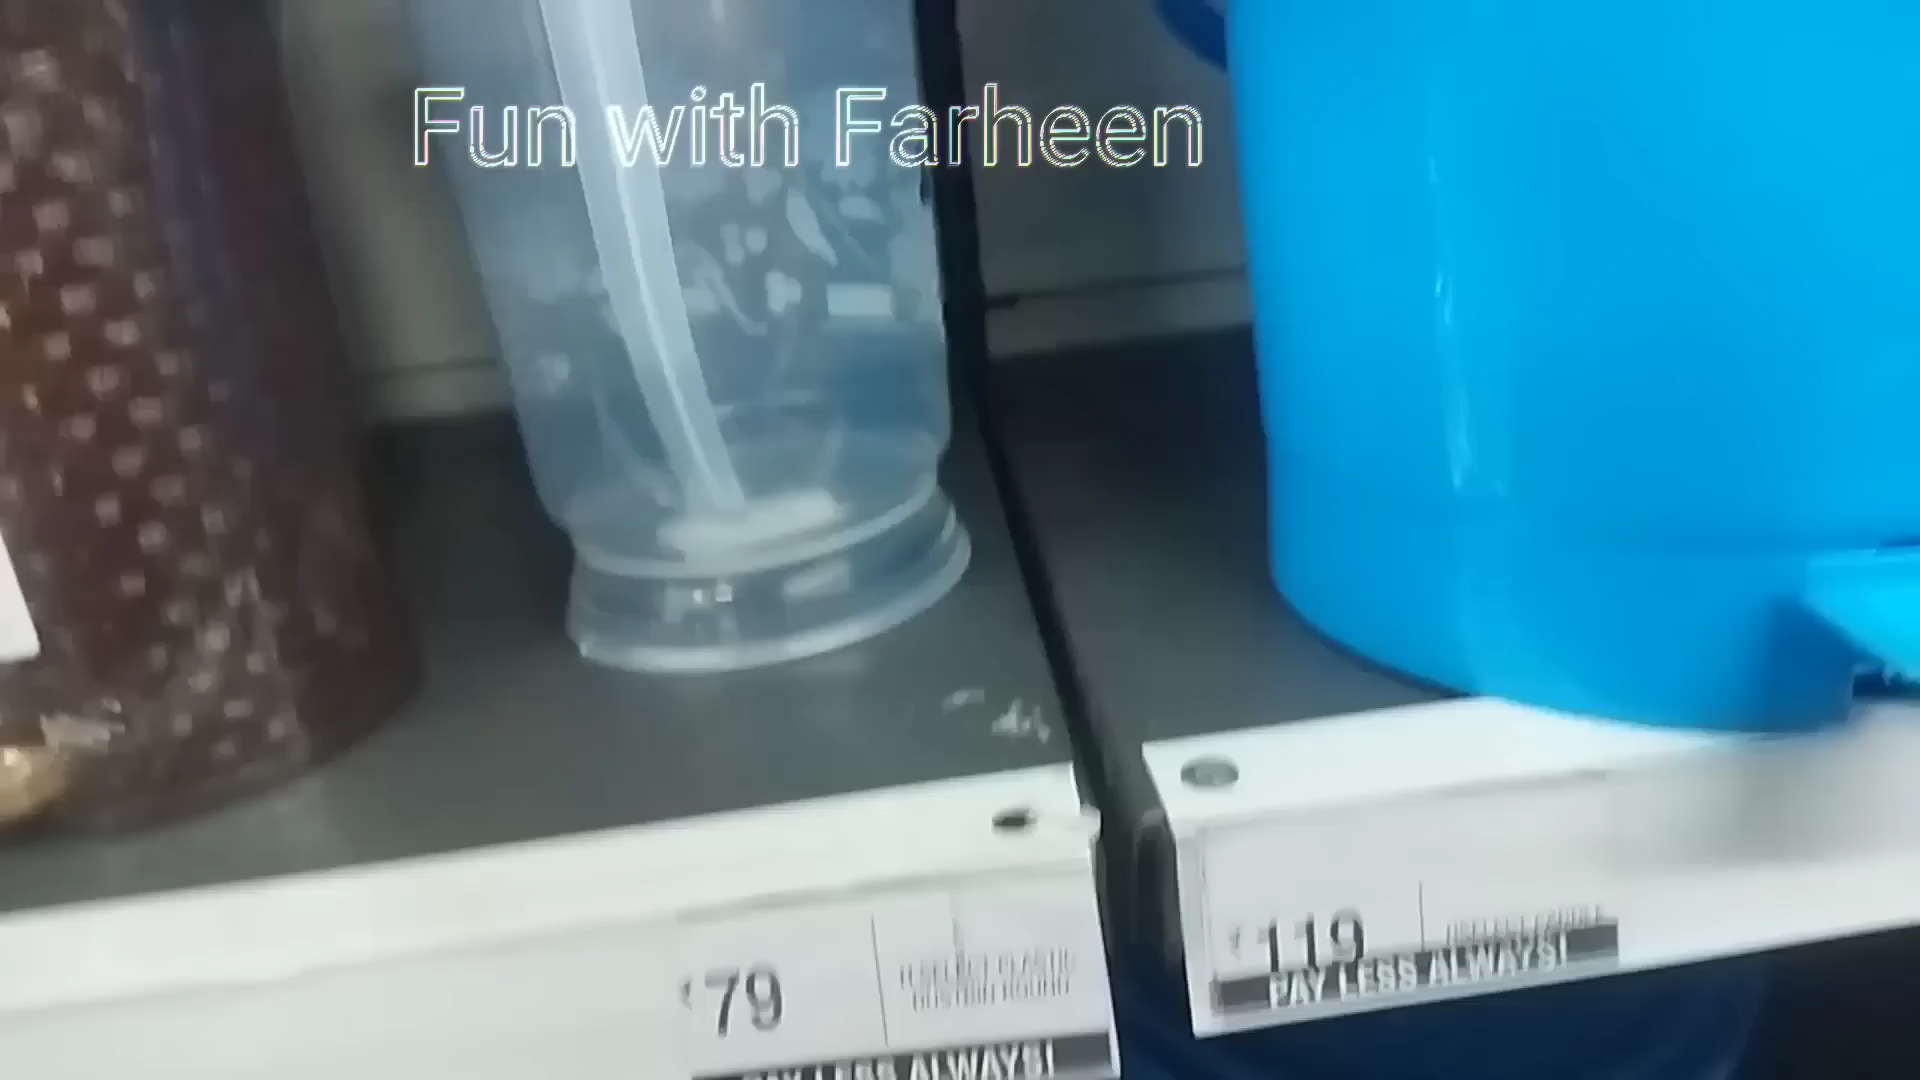 Fun with Farheen
₹79
₹119
PAY LESS ALWAYS!
PAY LESS ALWAYS!